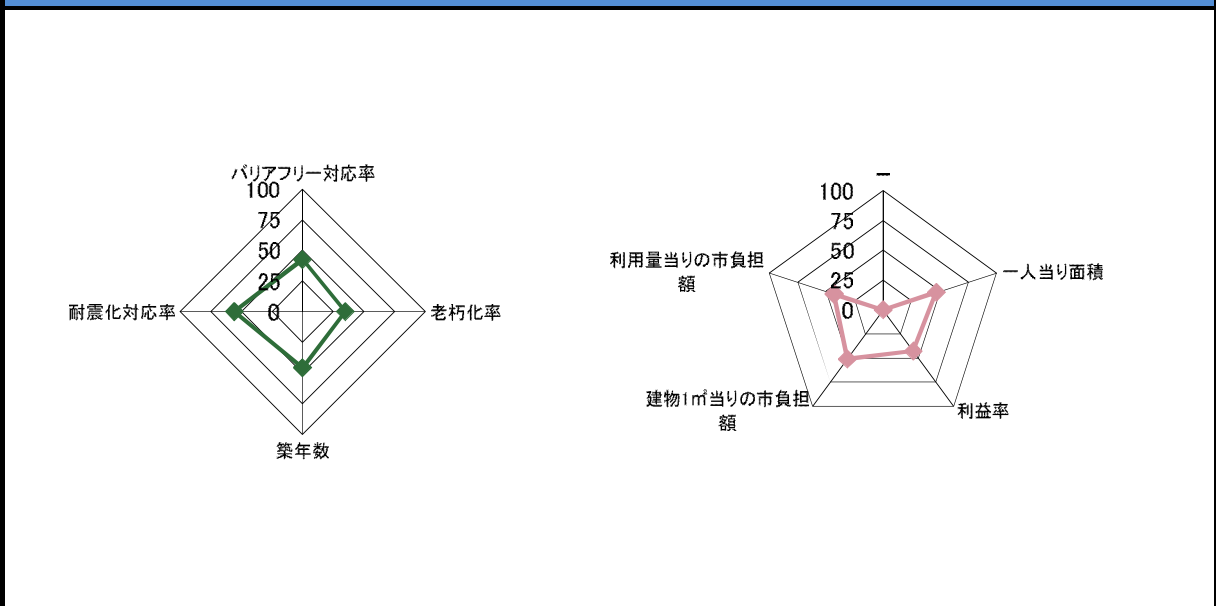 バリアフリー対応率
100
75
50
25
0
耐震化対応率
老朽化率
築年数
ー
100
75
50
25
0
利用量当りの市負担
額
一人当り面積
建物1㎡当りの市負担
額
利益率